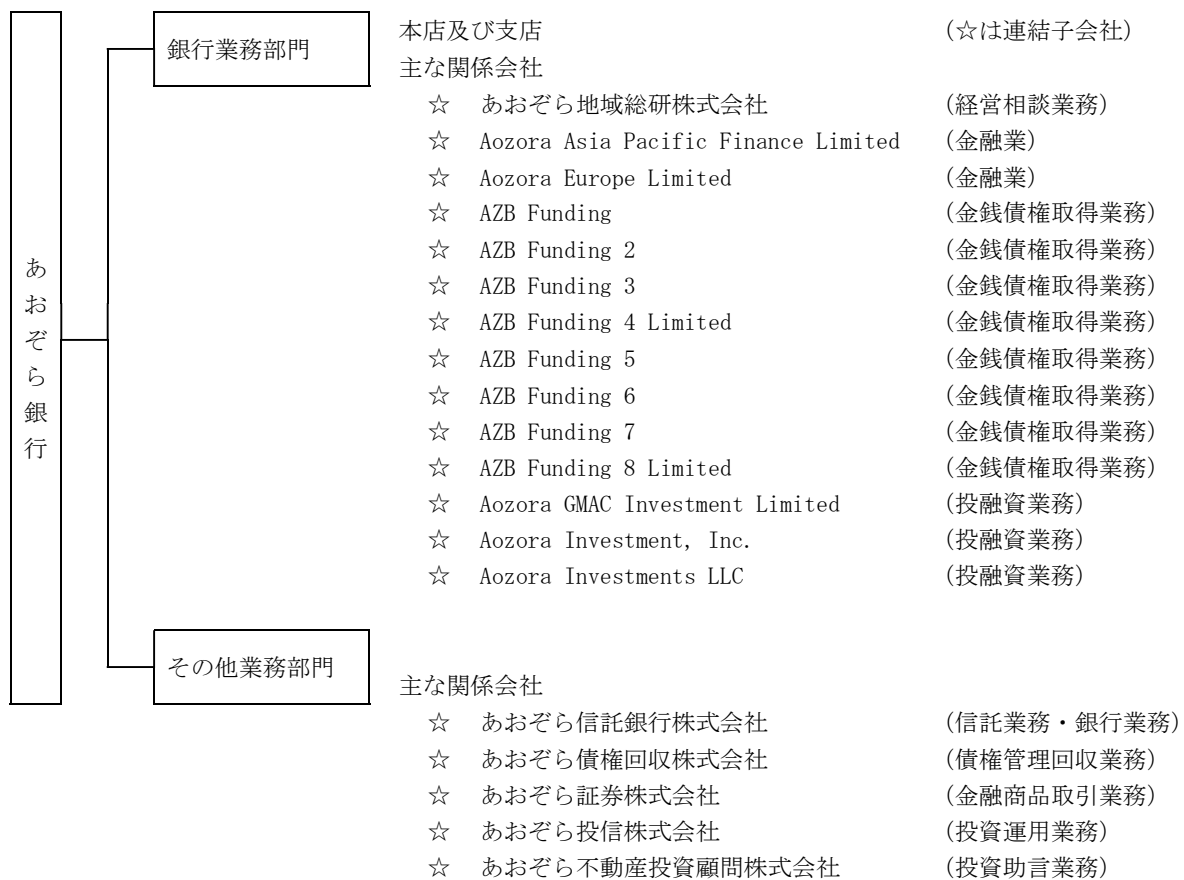 あおぞら銀行
銀行業務部門
本店及び支店 (☆は連結子会社)
主な関係会社
☆ あおぞら地域総研株式会社 (経営相談業務)
☆ Aozora Asia Pacific Finance Limited (金融業)
☆ Aozora Europe Limited (金融業)
☆ AZB Funding (金銭債権取得業務)
☆ AZB Funding 2 (金銭債権取得業務)
☆ AZB Funding 3 (金銭債権取得業務)
☆ AZB Funding 4 Limited (金銭債権取得業務)
☆ AZB Funding 5 (金銭債権取得業務)
☆ AZB Funding 6 (金銭債権取得業務)
☆ AZB Funding 7 (金銭債権取得業務)
☆ AZB Funding 8 Limited (金銭債権取得業務)
☆ Aozora GMAC Investment Limited (投融資業務)
☆ Aozora Investment, Inc. (投融資業務)
☆ Aozora Investments LLC (投融資業務)
その他業務部門
主な関係会社
☆ あおぞら信託銀行株式会社 (信託業務・銀行業務)
☆ あおぞら債権回収株式会社 (債権管理回収業務)
☆ あおぞら証券株式会社 (金融商品取引業務)
☆ あおぞら投信株式会社 (投資運用業務)
☆ あおぞら不動産投資顧問株式会社 (投資助言業務)